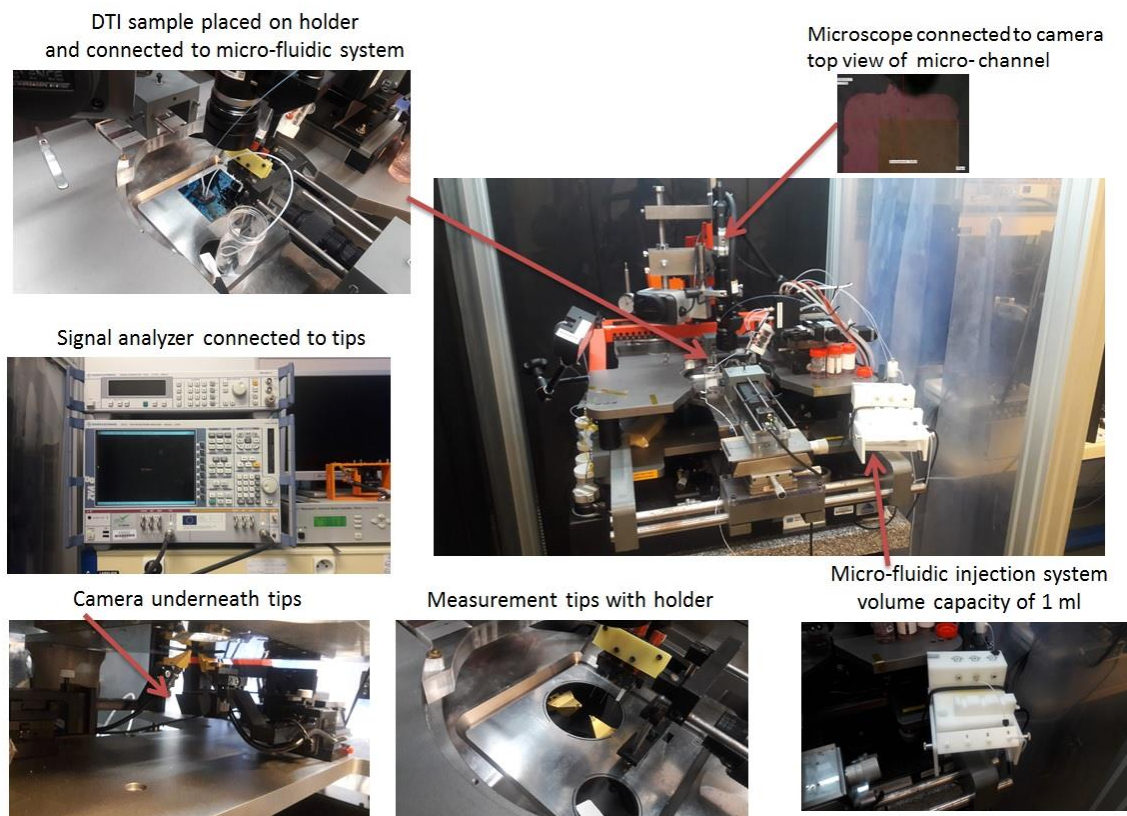 DTI sample placed on holder
and connected to micro-fluidic system
Microscope connected to camera
top view of micro- channel
Signal analyzer connected to tips
Camera underneath tips
Measurement tips with holder
Micro-fluidic injection system
volume capacity of 1 ml